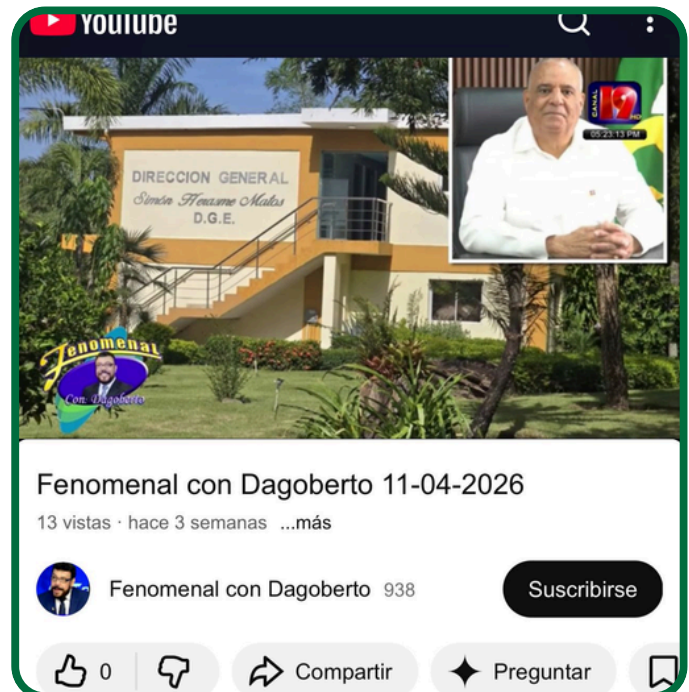 YouTube
CANAL 19 HD
05:23:13 PM
DIRECCION GENERAL
Simón Herasme Matos
D.G.E.
Fenomenal
Con: Dagoberto
Fenomenal con Dagoberto 11-04-2026
13 vistas · hace 3 semanas ...más
Fenomenal con Dagoberto 938
Suscribirse
0
Compartir
Preguntar